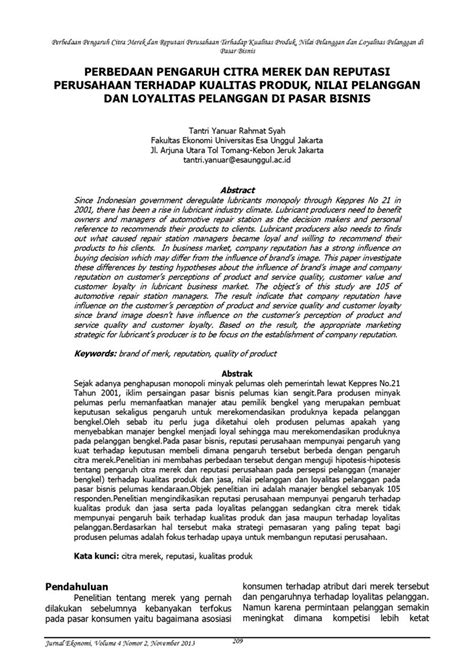 Perbedaan Pengaruh Citra Merek dan Reputasi Perusahaan Terhadap Kualitas Produk, Nilai Pelanggan dan Loyalitas Pelanggan di
Pasar Bisnis
PERBEDAAN PENGARUH CITRA MEREK DAN REPUTASI
PERUSAHAAN TERHADAP KUALITAS PRODUK, NILAI PELANGGAN
DAN LOYALITAS PELANGGAN DI PASAR BISNIS
Tantri Yanuar Rahmat Syah
Fakultas Ekonomi Universitas Esa Unggul Jakarta
Jl. Arjuna Utara Tol Tomang-Kebon Jeruk Jakarta
tantri.yanuar@esaunggul.ac.id
Abstract
Since Indonesian government deregulate lubricants monopoly through Keppres No 21 in
2001, there has been a rise in lubricant industry climate. Lubricant producers need to benefit
owners and managers of automotive repair station as the decision makers and personal
reference to recommends their products to clients. Lubricant producers also needs to finds
out what caused repair station managers became loyal and willing to recommend their
products to his clients. In business market, company reputation has a strong influence on
buying decision which may differ from the influence of brand's image. This paper investigate
these differences by testing hypotheses about the influence of brand's image and company
reputation on customer's perceptions of product and service quality, customer value and
customer loyalty in lubricant business market. The object's of this study are 105 of
automotive repair station managers. The result indicate that company reputation have
influence on the customer's perception of product and service quality and customer loyalty
since brand image doesn't have influence on the customer's perception of product and
service quality and customer loyalty. Based on the result, the appropriate marketing
strategic for lubricant's producer is to be focus on the establishment of company reputation.
Keywords: brand of merk, reputation, quality of product
Abstrak
Sejak adanya penghapusan monopoli minyak pelumas oleh pemerintah lewat Keppres No.21
Tahun 2001, iklim persaingan pasar bisnis pelumas kian sengit.Para produsen minyak
pelumas perlu memanfaatkan manajer atau pemilik bengkel yang merupakan pembuat
keputusan sekaligus pengaruh untuk merekomendasikan produknya kepada pelanggan
bengkel.Oleh sebab itu perlu juga diketahui oleh produsen pelumas apakah yang
menyebabkan manajer bengkel menjadi loyal sehingga mau merekomendasikan produknya
pada pelanggan bengkel.Pada pasar bisnis, reputasi perusahaan mempunyai pengaruh yang
kuat terhadap keputusan membeli dimana pengaruh tersebut berbeda dengan pengaruh
citra merek.Penelitian ini membahas perbedaan tersebut dengan menguji hipotesis-hipotesis
tentang pengaruh citra merek dan reputasi perusahaan pada persepsi pelanggan (manajer
bengkel) terhadap kualitas produk dan jasa, nilai pelanggan dan loyalitas pelanggan pada
pasar bisnis pelumas kendaraan.Objek penelitian ini adalah manajer bengkel sebanyak 105
responden.Penelitian mengindikasikan reputasi perusahaan mempunyai pengaruh terhadap
kualitas produk dan jasa serta pada loyalitas pelanggan sedangkan citra merek tidak
mempunyai pengaruh baik terhadap kualitas produk dan jasa maupun terhadap loyalitas
pelanggan.Berdasarkan hal tersebut maka strategi pemasaran yang paling tepat bagi
produsen pelumas adalah fokus terhadap upaya untuk membangun reputasi perusahaan.
Kata kunci: citra merek, reputasi, kualitas produk
Pendahuluan
Penelitian tentang merek yang pernah
dilakukan sebelumnya kebanyakan terfokus
pada pasar konsumen yaitu bagaimana asosiasi
konsumen terhadap atribut dari merek tersebut
dan pengaruhnya terhadap loyalitas pelanggan.
Namun karena permintaan pelanggan semakin
meningkat dimana kompetisi lebih ketat
Jurnal Ekonomi, Volume 4 Nomor 2, November 2013
209